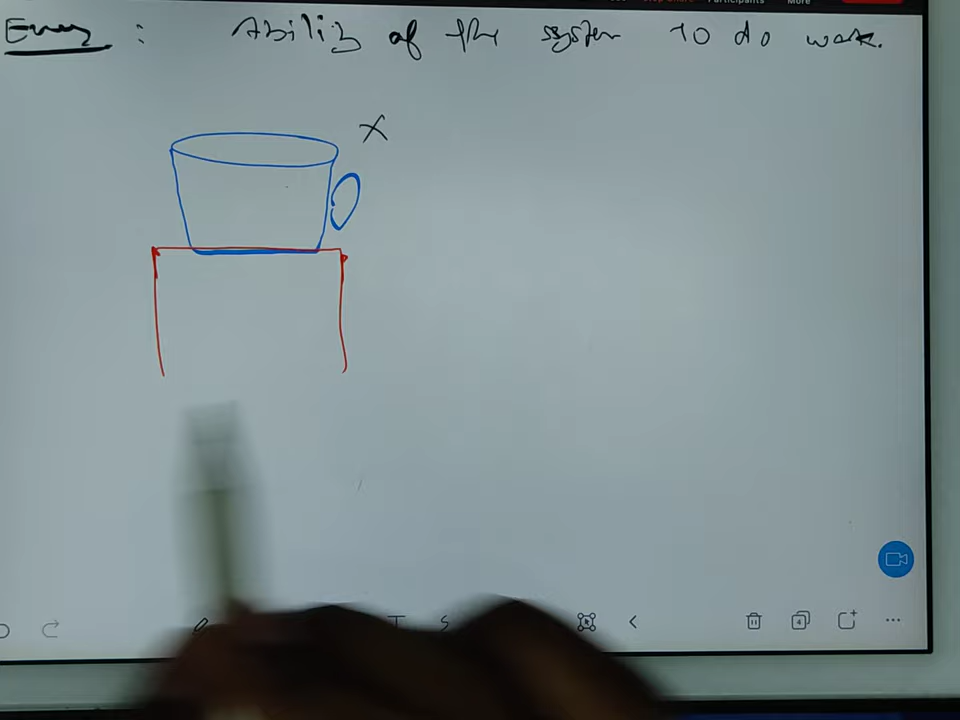 Energy : Ability of the system to do work.
X